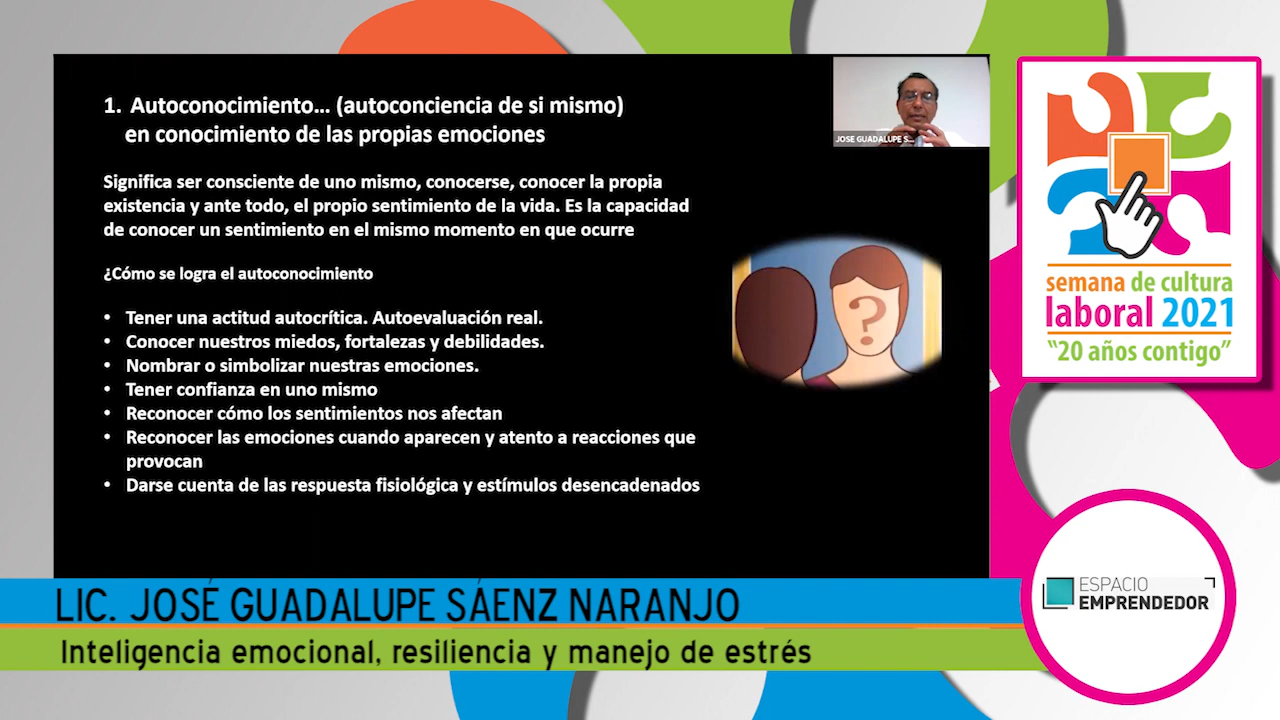 1. Autoconocimiento... (autoconciencia de si mismo)
en conocimiento de las propias emociones
Significa ser consciente de uno mismo, conocerse, conocer la propia
existencia y ante todo, el propio sentimiento de la vida. Es la capacidad
de conocer un sentimiento en el mismo momento en que ocurre
¿Cómo se logra el autoconocimiento
• Tener una actitud autocrítica. Autoevaluación real.
• Conocer nuestros miedos, fortalezas y debilidades.
• Nombrar o simbolizar nuestras emociones.
• Tener confianza en uno mismo
• Reconocer cómo los sentimientos nos afectan
• Reconocer las emociones cuando aparecen y atento a reacciones que
provocan
• Darse cuenta de las respuesta fisiológica y estímulos desencadenados
?
JOSE GUADALUPE S...
semana de cultura
laboral 2021
"20 años contigo"
ESPACIO
EMPRENDEDOR
LIC. JOSÉ GUADALUPE SÁENZ NARANJO
Inteligencia emocional, resiliencia y manejo de estrés